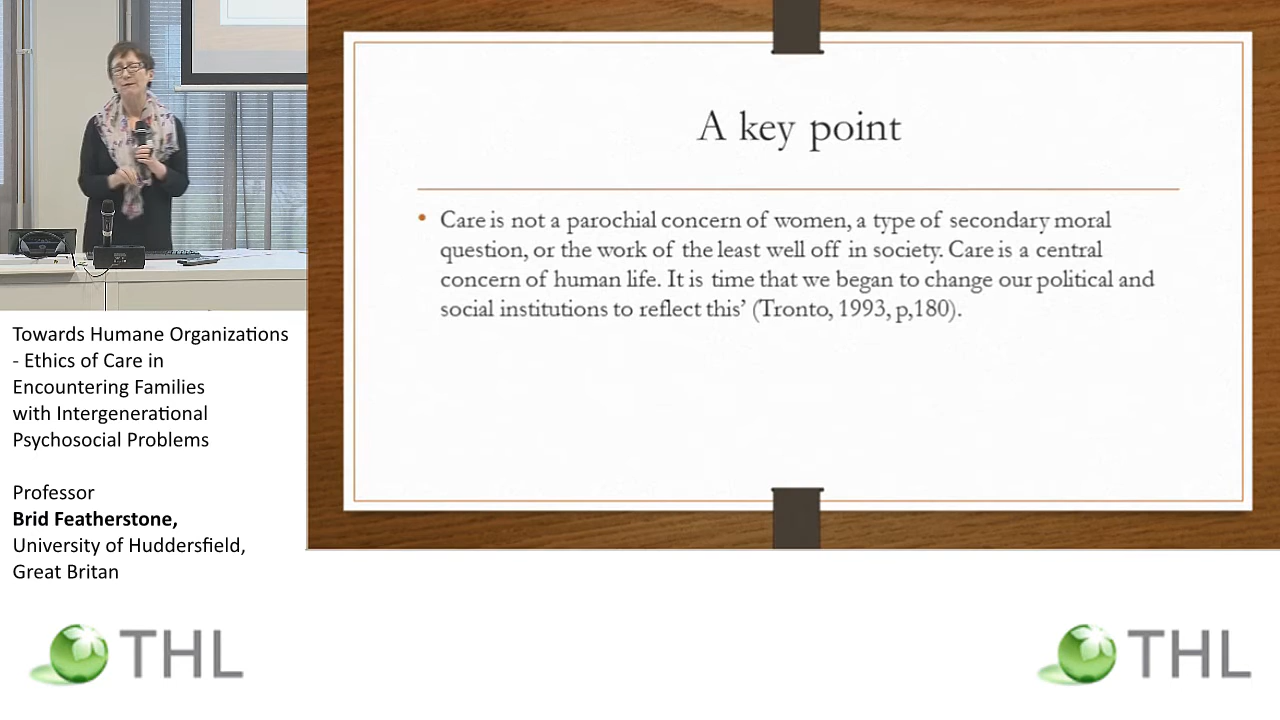 A key point
• Care is not a parochial concern of women, a type of secondary moral
question, or the work of the least well off in society. Care is a central
concern of human life. It is time that we began to change our political and
social institutions to reflect this’ (Tronto, 1993, p,180).
Towards Humane Organizations
- Ethics of Care in
Encountering Families
with Intergenerational
Psychosocial Problems
Professor
Brid Featherstone,
University of Huddersfield,
Great Britan
THL
THL